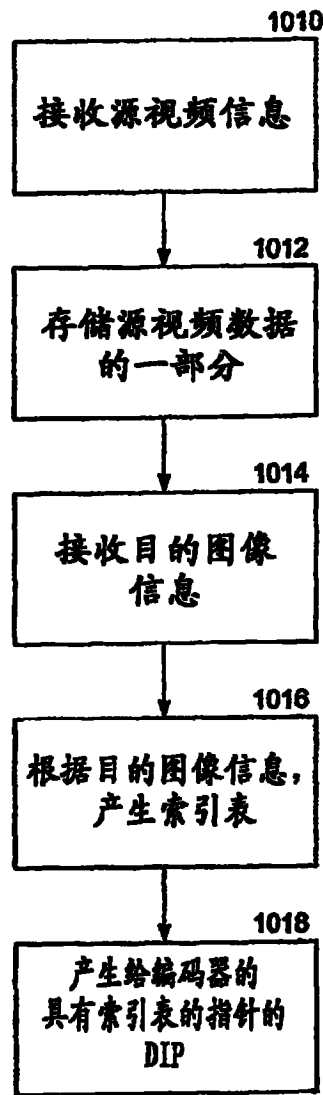 1010
接收源视频信息
1012
存储源视频数据
的一部分
1014
接收目的图像
信息
1016
根据目的图像信息，
产生索引表
1018
产生给编码器的
具有索引表的指针的
DIP